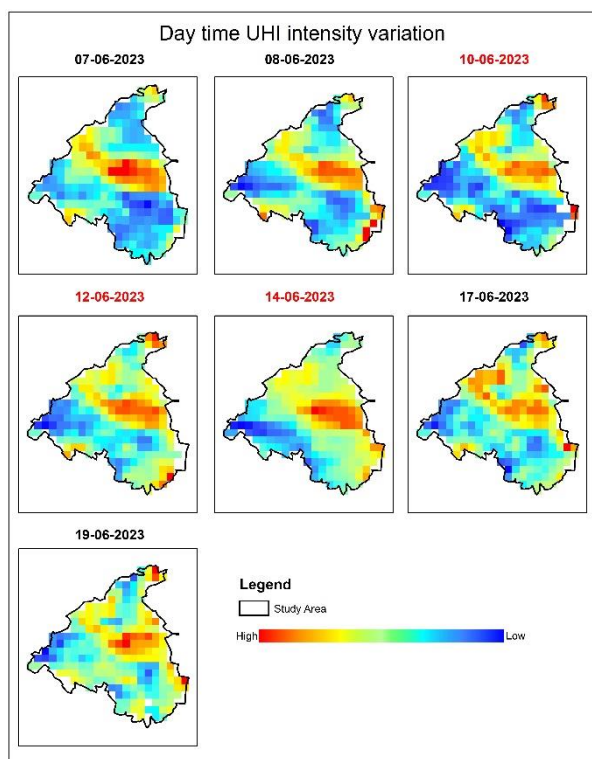 Day time UHI intensity variation
07-06-2023
08-06-2023
10-06-2023
12-06-2023
14-06-2023
17-06-2023
19-06-2023
Legend
Study Area
High
Low